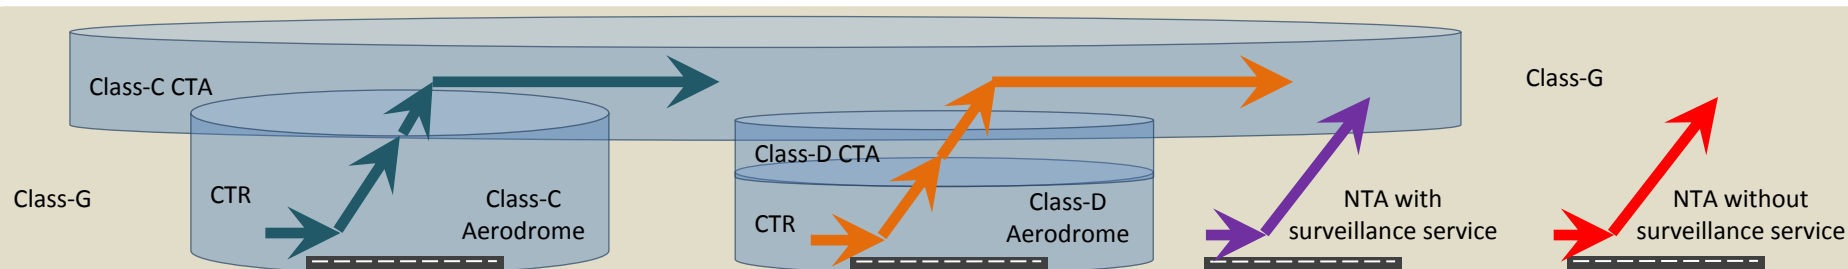 Class-C CTA
Class-G
Class-D CTA
Class-G
CTR
Class-C
Aerodrome
CTR
Class-D
Aerodrome
NTA with
surveillance service
NTA without
surveillance service